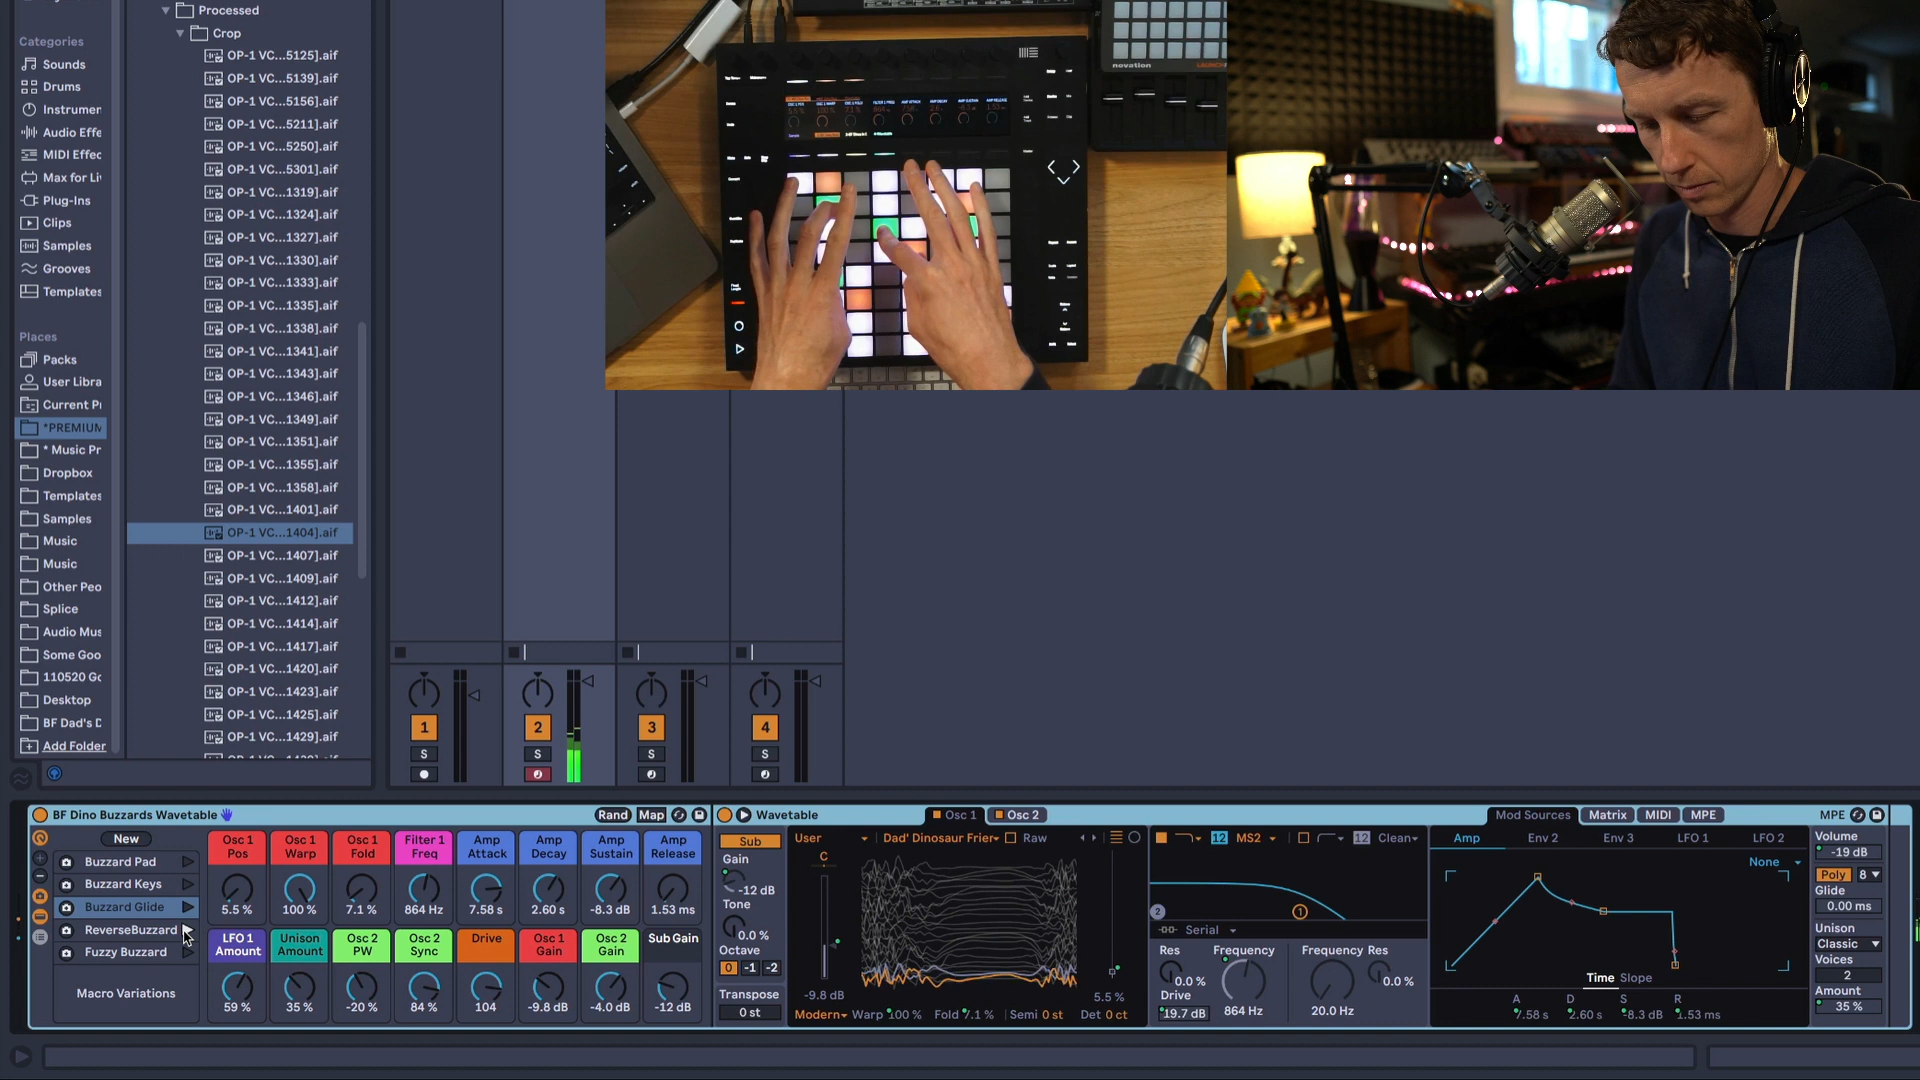 Categories
Sounds
Drums
Instrumer
Audio Effe
MIDI Effec
Max for Li
Plug-Ins
Clips
Samples
Grooves
Templates
Places
Packs
User Libra
Current Pr
*PREMIUM
* Music Pr
Dropbox
Templates
Samples
Music
Music
Other Peo
Splice
Audio Mus
Some Goo
110520 Go
Desktop
BF Dad's D
Add Folder
Processed
Crop
OP-1 VC...5125].aif
OP-1 VC...5139].aif
OP-1 VC...5156].aif
OP-1 VC...5211].aif
OP-1 VC...5250].aif
OP-1 VC...5301].aif
OP-1 VC...1319].aif
OP-1 VC...1324].aif
OP-1 VC...1327].aif
OP-1 VC...1330].aif
OP-1 VC...1333].aif
OP-1 VC...1335].aif
OP-1 VC...1338].aif
OP-1 VC...1341].aif
OP-1 VC...1343].aif
OP-1 VC...1346].aif
OP-1 VC...1349].aif
OP-1 VC...1351].aif
OP-1 VC...1355].aif
OP-1 VC...1358].aif
OP-1 VC...1401].aif
OP-1 VC...1404].aif
OP-1 VC...1407].aif
OP-1 VC...1409].aif
OP-1 VC...1412].aif
OP-1 VC...1414].aif
OP-1 VC...1417].aif
OP-1 VC...1420].aif
OP-1 VC...1423].aif
OP-1 VC...1425].aif
OP-1 VC...1429].aif
novation
1 2 3 4
S S S S
BF Dino Buzzards Wavetable
Rand Map
New
Buzzard Pad
Buzzard Keys
Buzzard Glide
ReverseBuzzard
Fuzzy Buzzard
Macro Variations
Osc 1 Pos
Osc 1 Warp
Osc 1 Fold
Filter 1 Freq
Amp Attack
Amp Decay
Amp Sustain
Amp Release
5.5 % 100 % 7.1 % 864 Hz 7.58 s 2.60 s -8.3 dB 1.53 ms
LFO 1 Amount
Unison Amount
Osc 2 PW
Osc 2 Sync
Drive
Osc 1 Gain
Osc 2 Gain
Sub Gain
59 % 35 % -20 % 84 % 104 -9.8 dB -4.0 dB -12 dB
Wavetable
Osc 1 Osc 2
Sub
Gain
-12 dB
Tone
0.0 %
Octave
0 -1 -2
Transpose
0 st
User Dad' Dinosaur Frier Raw
C
-9.8 dB 5.5 %
Modern Warp 100 % Fold 7.1 % Semi 0 st Det 0 ct
12 MS2 12 Clean
2 1
Serial
Res Frequency Frequency Res
0.0 % 0.0 %
Drive
19.7 dB 864 Hz 20.0 Hz
Mod Sources Matrix MIDI MPE
Amp Env 2 Env 3 LFO 1 LFO 2
None
Time Slope
A D S R
7.58 s 2.60 s -8.3 dB 1.53 ms
MPE
Volume
-19 dB
Poly 8
Glide
0.00 ms
Unison
Classic
Voices
2
Amount
35 %